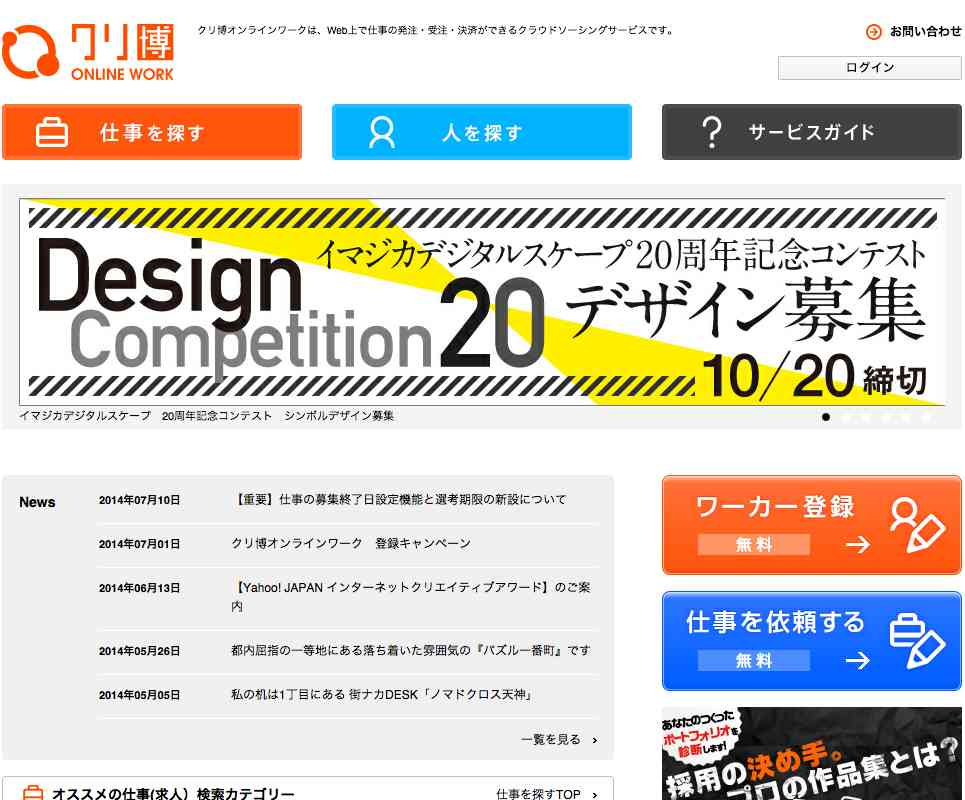 クリ博
ONLINE WORK
クリ博オンラインワークは、Web上で仕事の発注・受注・決済ができるクラウドソーシングサービスです。
お問い合わせ
ログイン
仕事を探す
人を探す
サービスガイド
Design
Competition 20
イマジカデジタルスケープ 20周年記念コンテスト
デザイン募集
10/20 締切
イマジカデジタルスケープ 20周年記念コンテスト シンボルデザイン募集
News
2014年07月10日 【重要】仕事の募集終了日設定機能と選考期限の新設について
2014年07月01日 クリ博オンラインワーク 登録キャンペーン
2014年06月13日 【Yahoo! JAPAN インターネットクリエイティブアワード】のご案
内
2014年05月26日 都内屈指の一等地にある落ち着いた雰囲気の『パズル一番町』です
2014年05月05日 私の机は1丁目にある 街ナカDESK「ノマドクロス天神」
一覧を見る
ワーカー登録
無料
仕事を依頼する
無料
あなたのつくった
ポートフォリオを
診断します!
採用の決め手。
プロの作品集とは?
オススメの仕事(求人) 検索カテゴリー
仕事を探すTOP